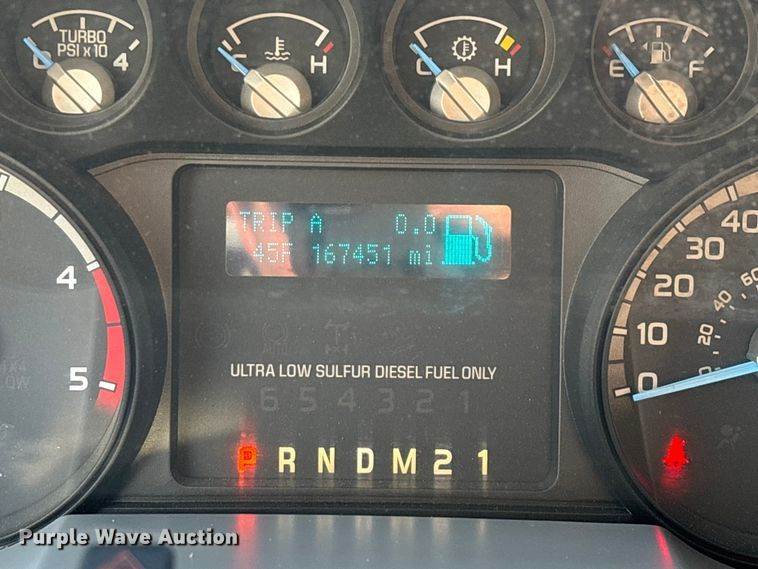 TURBO
PSI x 10
0 4
C H
C H
E F
TRIP A 0.0
45F 167451 mi
4
5
40
30
20
10
0
ULTRA LOW SULFUR DIESEL FUEL ONLY
6 5 4 3 2 1
P R N D M 2 1
Purple Wave Auction